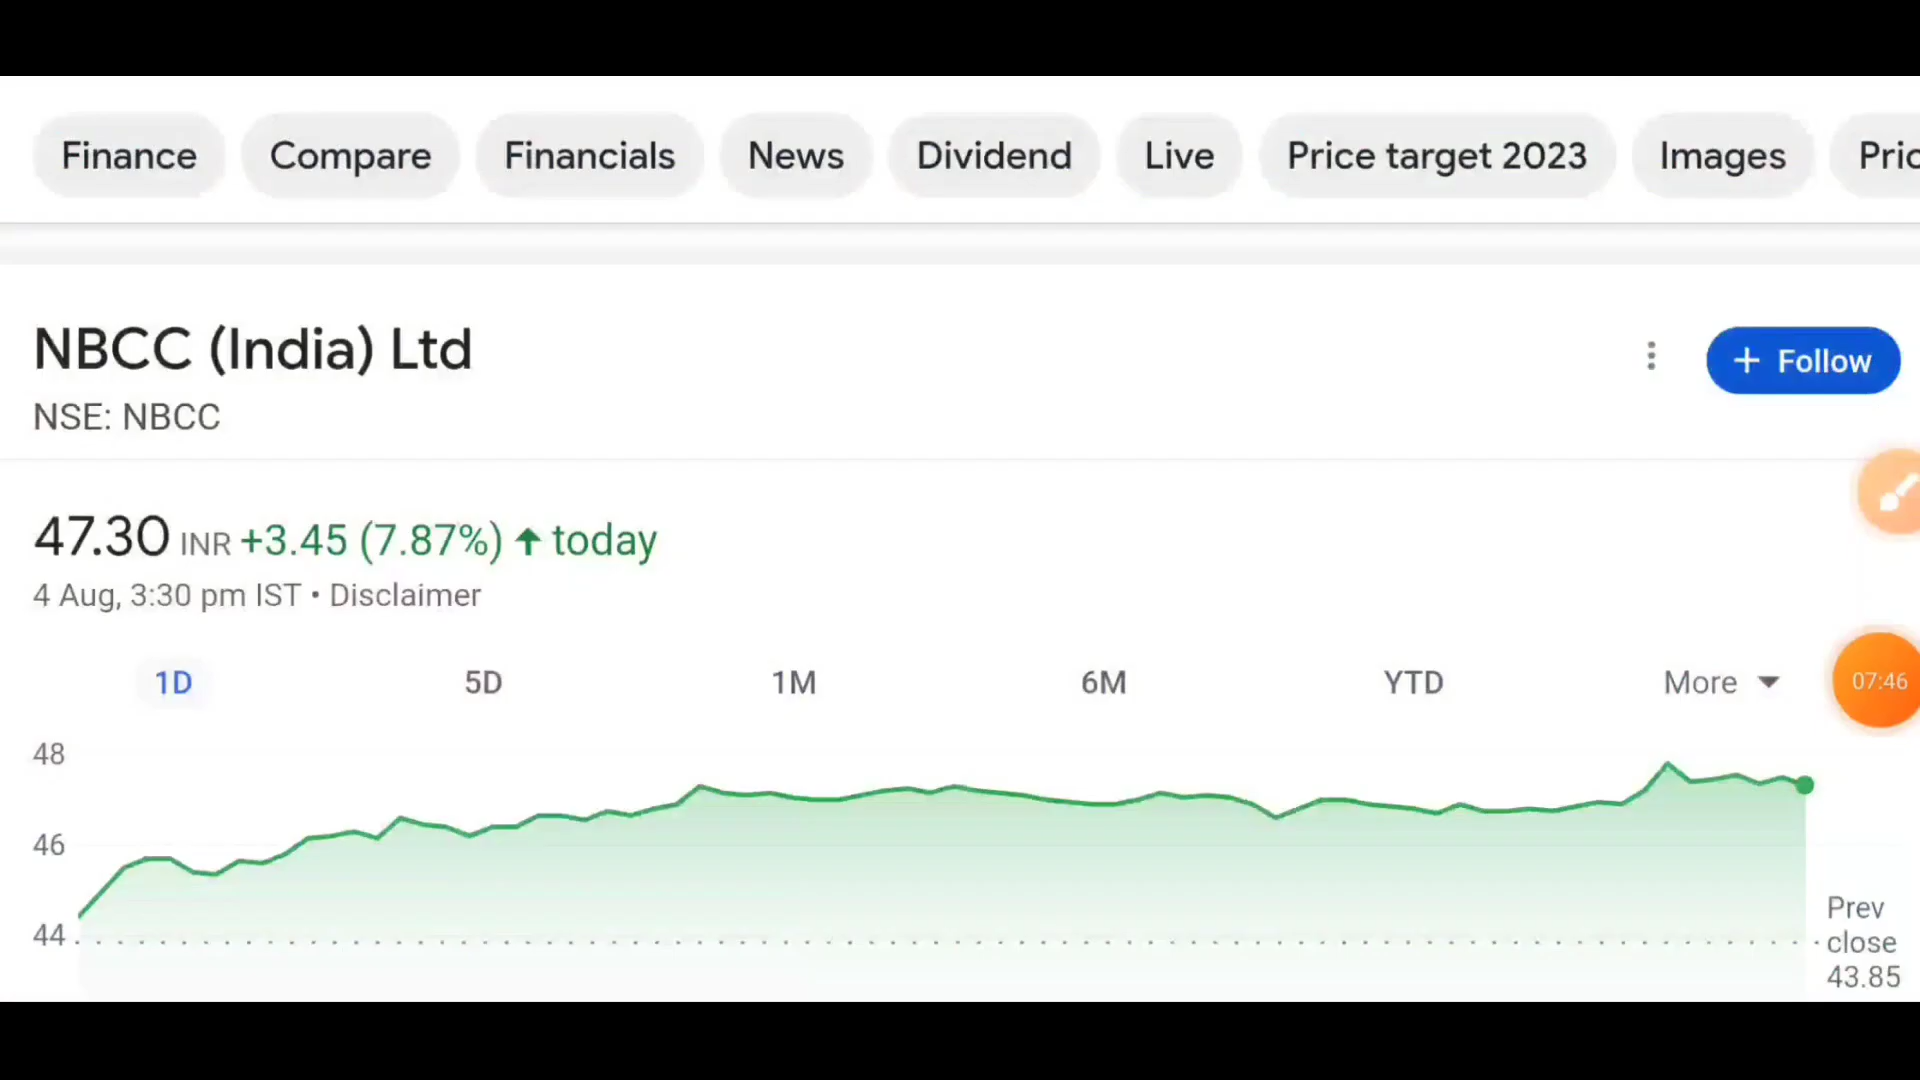 Finance Compare Financials News Dividend Live Price target 2023 Images Pric
NBCC (India) Ltd
+ Follow
NSE: NBCC
47.30 INR +3.45 (7.87%) ↑ today
4 Aug, 3:30 pm IST • Disclaimer
1D 5D 1M 6M YTD More
07:46
48
46
44
Prev
close
43.85